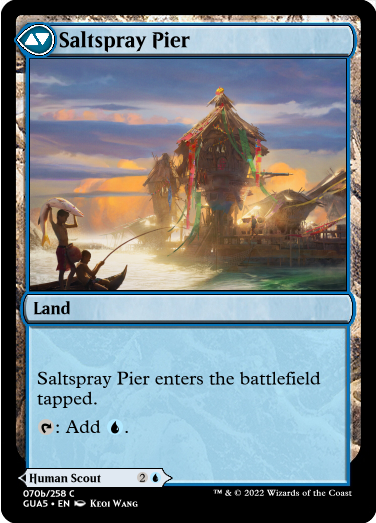 Saltspray Pier
Land
Saltspray Pier enters the battlefield
tapped.
: Add .
Human Scout 2
070b/258 C
GUA5 • EN Keoi Wang
™ & © 2022 Wizards of the Coast